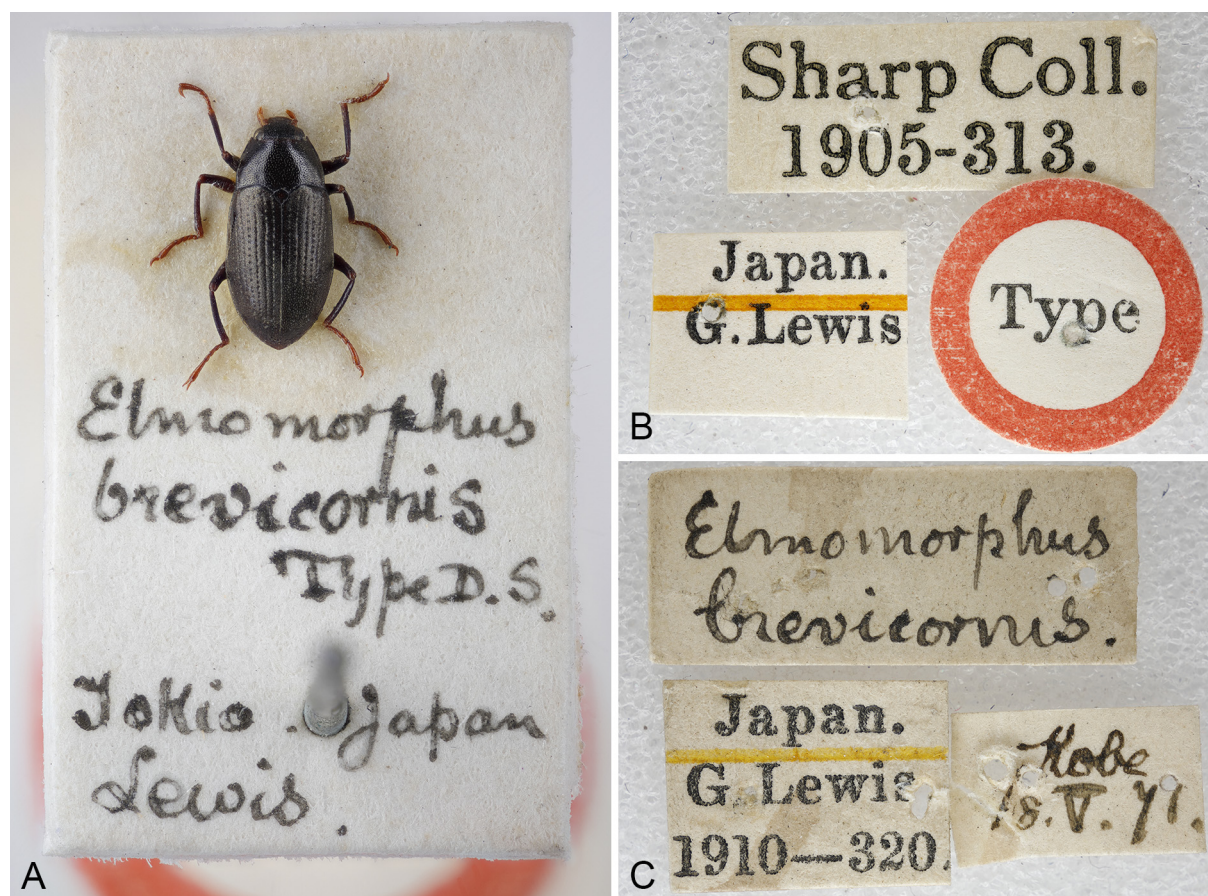 Elmomorphus
brevicornis
Type D. S.
Tokio. Japan
Lewis.
A
Sharp Coll.
1905-313.
Japan.
G. Lewis
Type
B
Elmomorphus
brevicornis.
Japan.
G. Lewis
1910—320.
Kobe
18. V. 71.
C